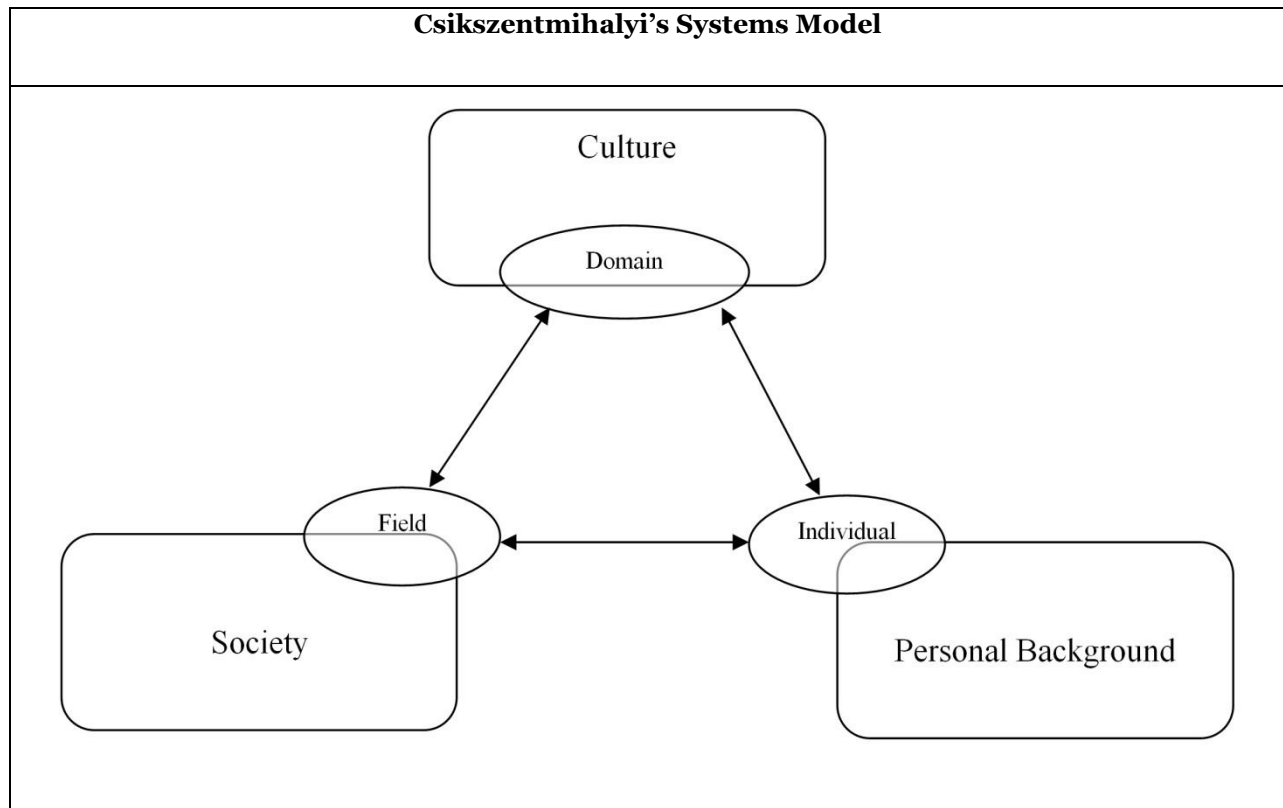 Csikszentmihalyi’s Systems Model
Culture
Domain
Field
Individual
Society
Personal Background